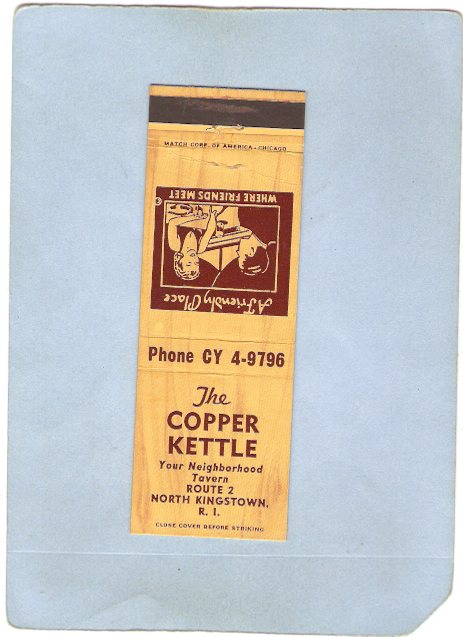 MATCH CORP. OF AMERICA - CHICAGO
WHERE FRIENDS MEET
A Friendly Place
Phone CY 4-9796
The
COPPER
KETTLE
Your Neighborhood
Tavern
ROUTE 2
NORTH KINGSTOWN,
R. I.
CLOSE COVER BEFORE STRIKING